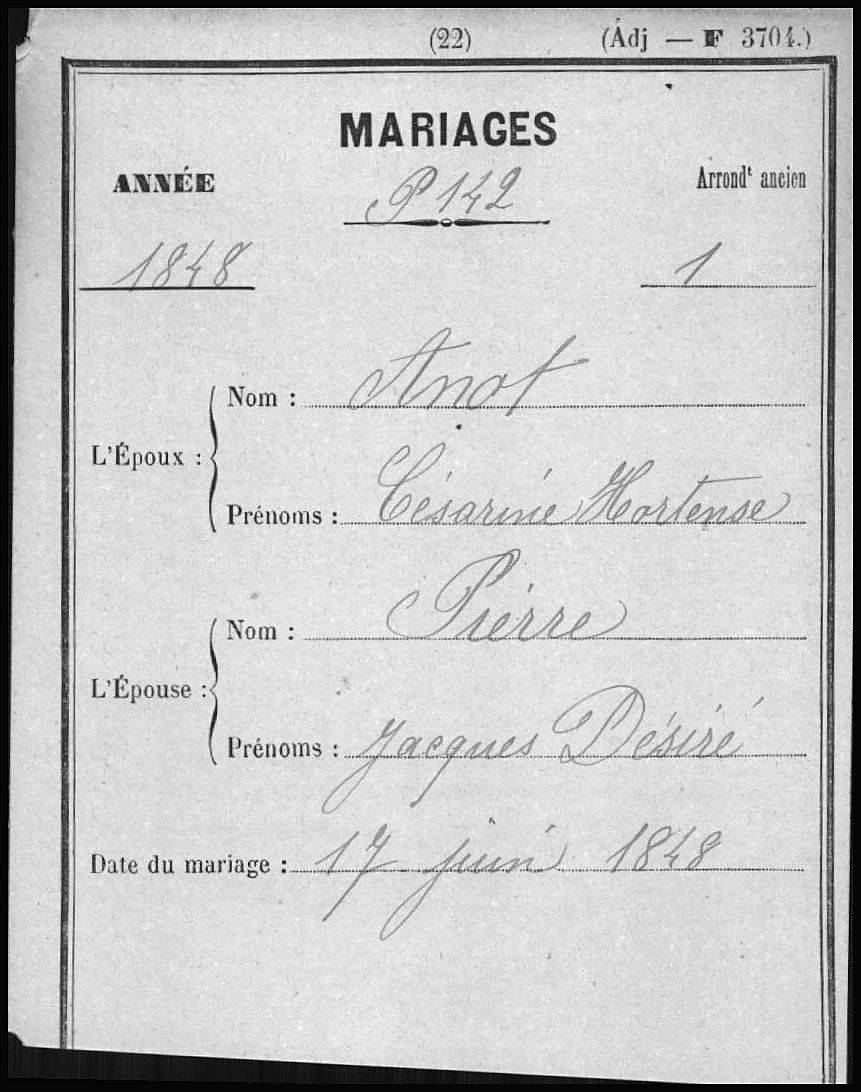 (22) (Adj — F 3704.)
MARIAGES
ANNÉE P 142 Arrondt ancien
1848 1
L'Époux :
Nom : Anot
Prénoms : Césarine Hortense
L'Épouse :
Nom : Pierre
Prénoms : Jacques Désiré
Date du mariage : 17 juin 1848